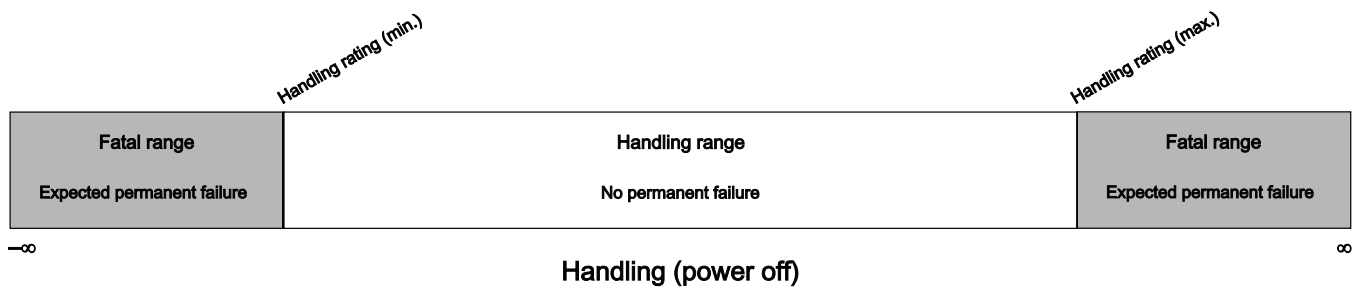 Handling rating (min.)
Handling rating (max.)
Fatal range
Handling range
Fatal range
Expected permanent failure
No permanent failure
Expected permanent failure
–∞
∞
Handling (power off)